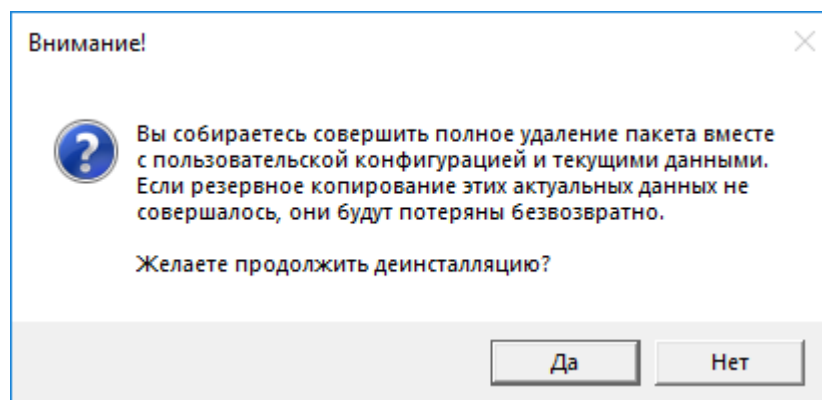 Внимание!
Вы собираетесь совершить полное удаление пакета вместе
с пользовательской конфигурацией и текущими данными.
Если резервное копирование этих актуальных данных не
совершалось, они будут потеряны безвозвратно.
Желаете продолжить деинсталляцию?
Да
Нет